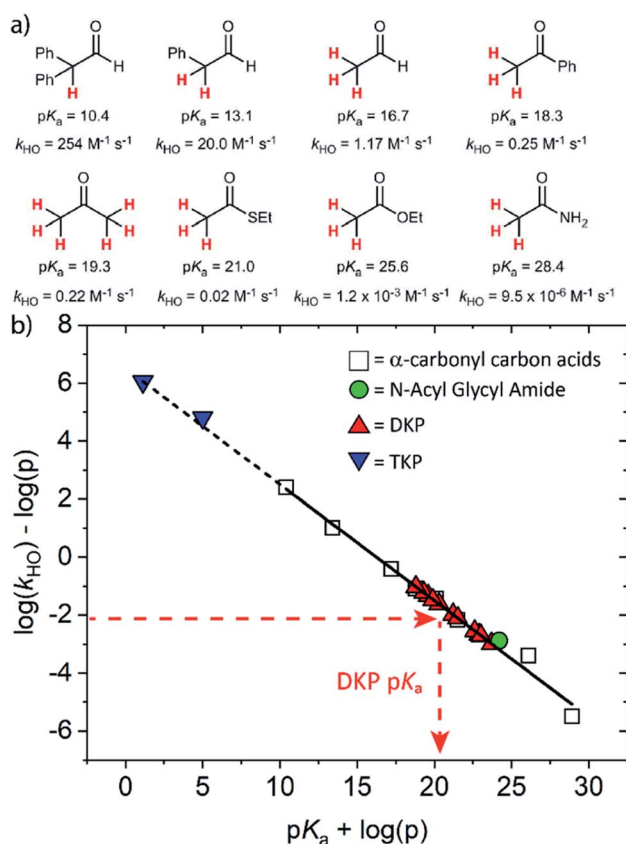 a)
O
Ph
H
Ph
H
pKa = 10.4
kHO = 254 M-1 s-1
O
Ph
H
H
H
pKa = 13.1
kHO = 20.0 M-1 s-1
O
H
H
H
H
pKa = 16.7
kHO = 1.17 M-1 s-1
O
H
H
Ph
H
pKa = 18.3
kHO = 0.25 M-1 s-1
O
H
H
H
H
H
H
pKa = 19.3
kHO = 0.22 M-1 s-1
O
H
H
SEt
H
pKa = 21.0
kHO = 0.02 M-1 s-1
O
H
H
OEt
H
pKa = 25.6
kHO = 1.2 x 10-3 M-1 s-1
O
H
H
NH2
H
pKa = 28.4
kHO = 9.5 x 10-6 M-1 s-1
b)
8
6
4
2
0
-2
-4
-6
log(kHO) - log(p)
= α-carbonyl carbon acids
= N-Acyl Glycyl Amide
= DKP
= TKP
DKP pKa
0 5 10 15 20 25 30
pKa + log(p)